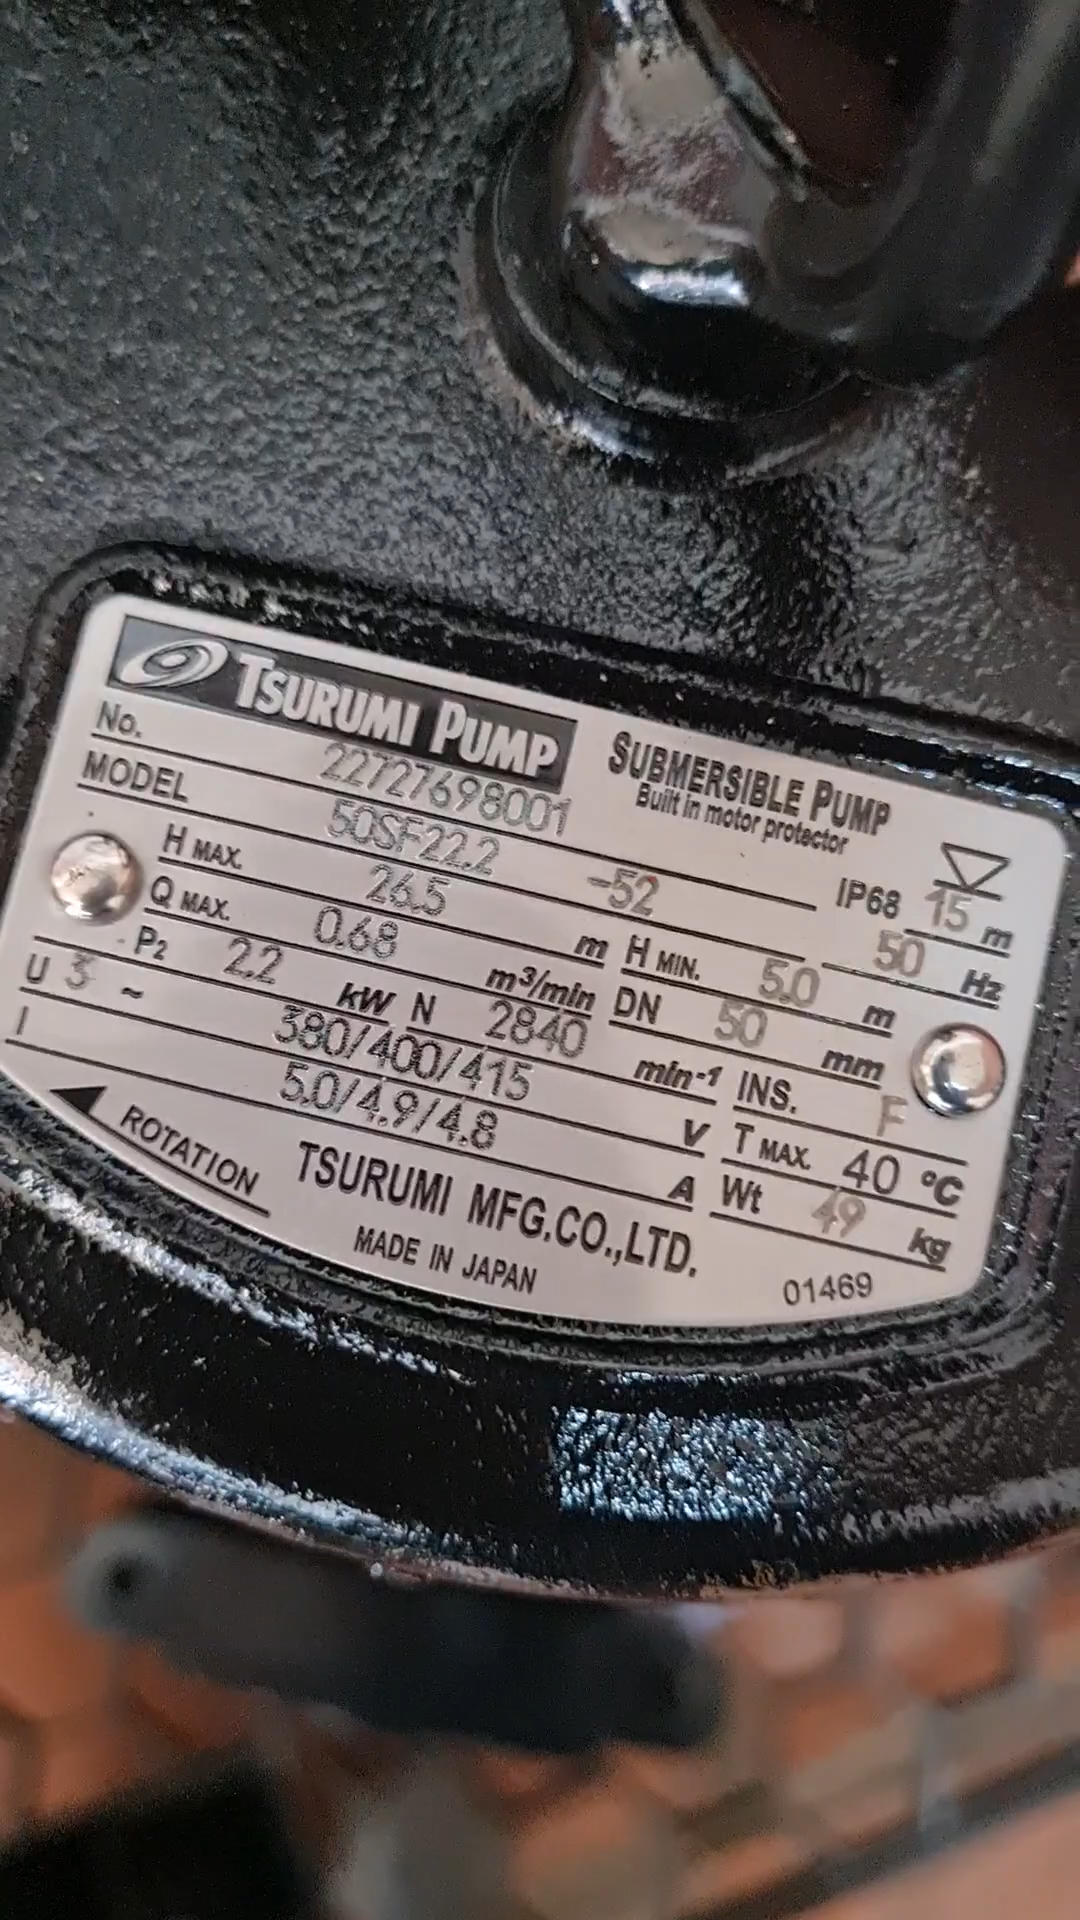 TSURUMI PUMP
SUBMERSIBLE PUMP
Built in motor protector
No. 22727698001
IP68 15 m
MODEL 50SF22.2 -52 50 Hz
H MAX. 26.5 m H MIN. 5.0 m
Q MAX. 0.68 m³/min DN 50 mm
P2 2.2 kW N 2840 min-1 INS. F
U 3 ~ 380/400/415 V T MAX. 40 °C
I 5.0/4.9/4.8 A Wt 49 kg
ROTATION
TSURUMI MFG.CO.,LTD.
MADE IN JAPAN
01469